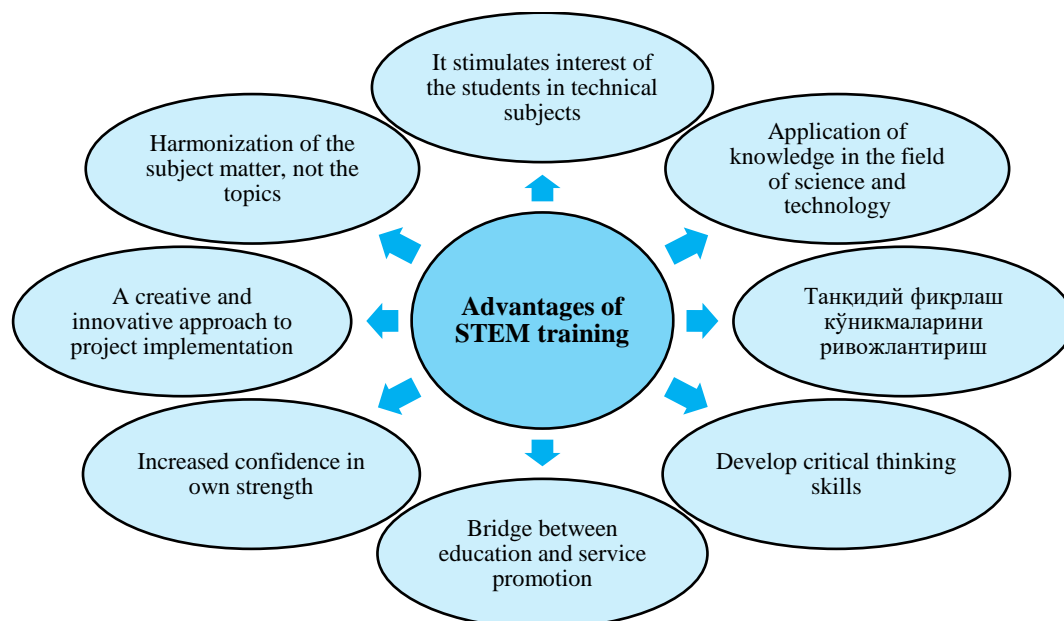 It stimulates interest of
the students in technical
subjects
Application of
knowledge in the field
of science and
technology
Танқидий фикрлаш
кўникмаларини
ривожлантириш
Develop critical thinking
skills
Bridge between
education and service
promotion
Increased confidence in
own strength
A creative and
innovative approach to
project implementation
Harmonization of the
subject matter, not the
topics
Advantages of
STEM training